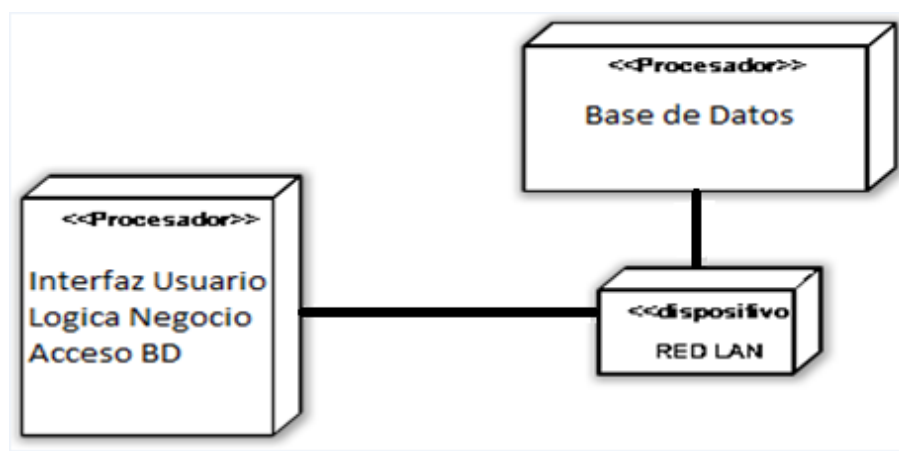 <<Procesador>>
Base de Datos
<<Procesador>>
Interfaz Usuario
Logica Negocio
Acceso BD
<<dispositivo
RED LAN